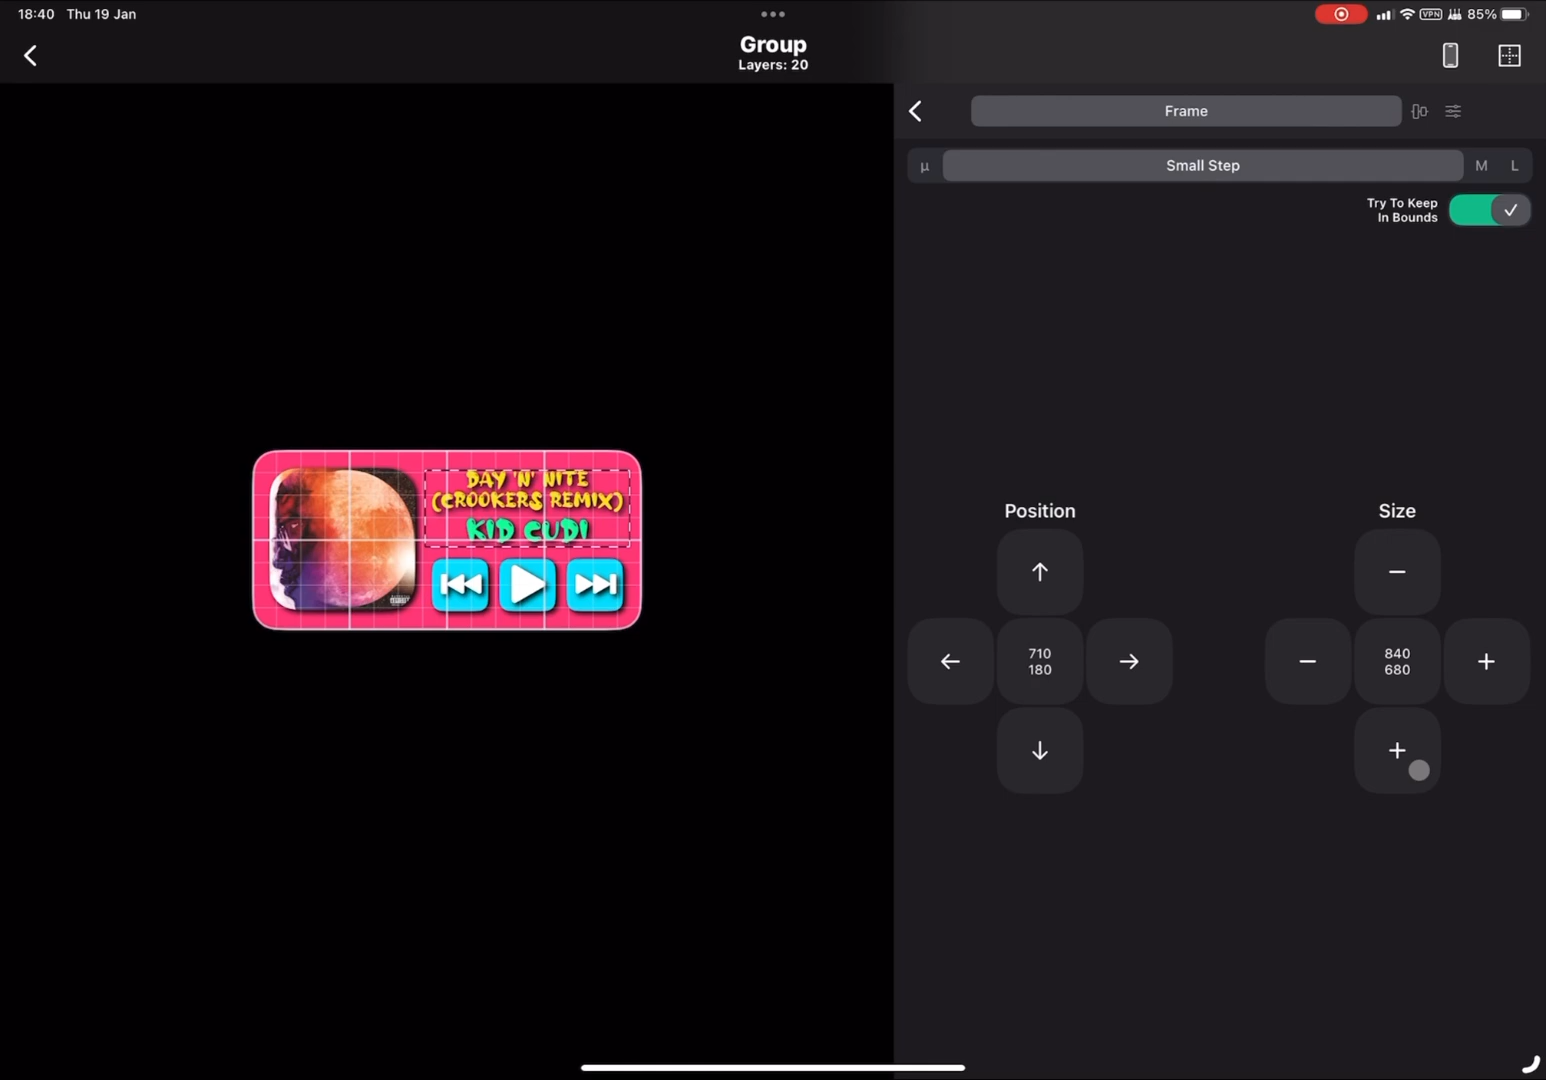 18:40 Thu 19 Jan
VPN 85%
Group
Layers: 20
Frame
µ Small Step M L
Try To Keep
In Bounds
DAY 'N' NITE
(CROOKERS REMIX)
KID CUDI
Position
Size
710
180
840
680